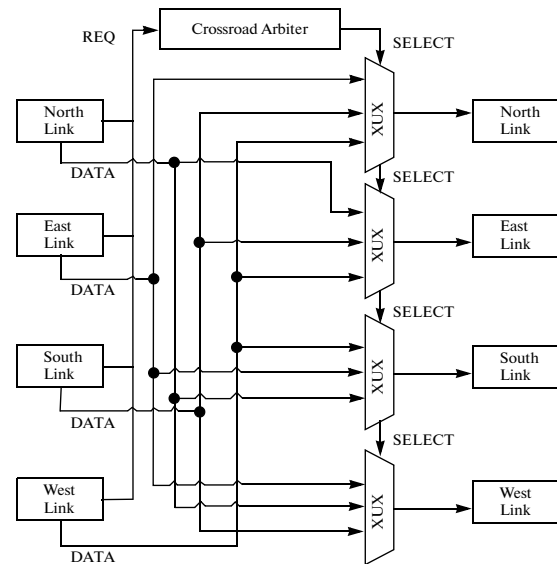 REQ
Crossroad Arbiter
SELECT
North
Link
DATA
XUX
North
Link
SELECT
East
Link
DATA
XUX
East
Link
SELECT
South
Link
DATA
XUX
South
Link
SELECT
West
Link
DATA
XUX
West
Link